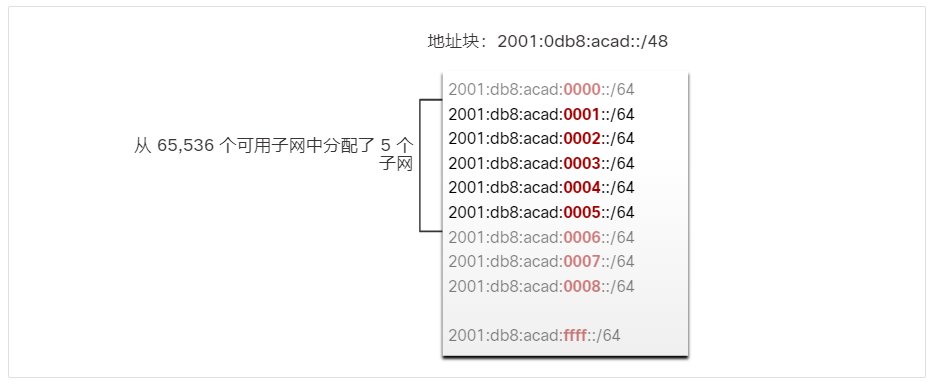 地址块：2001:0db8:acad::/48
2001:db8:acad:0000::/64
2001:db8:acad:0001::/64
2001:db8:acad:0002::/64
从 65,536 个可用子网中分配了 5 个
子网
2001:db8:acad:0003::/64
2001:db8:acad:0004::/64
2001:db8:acad:0005::/64
2001:db8:acad:0006::/64
2001:db8:acad:0007::/64
2001:db8:acad:0008::/64
2001:db8:acad:ffff::/64